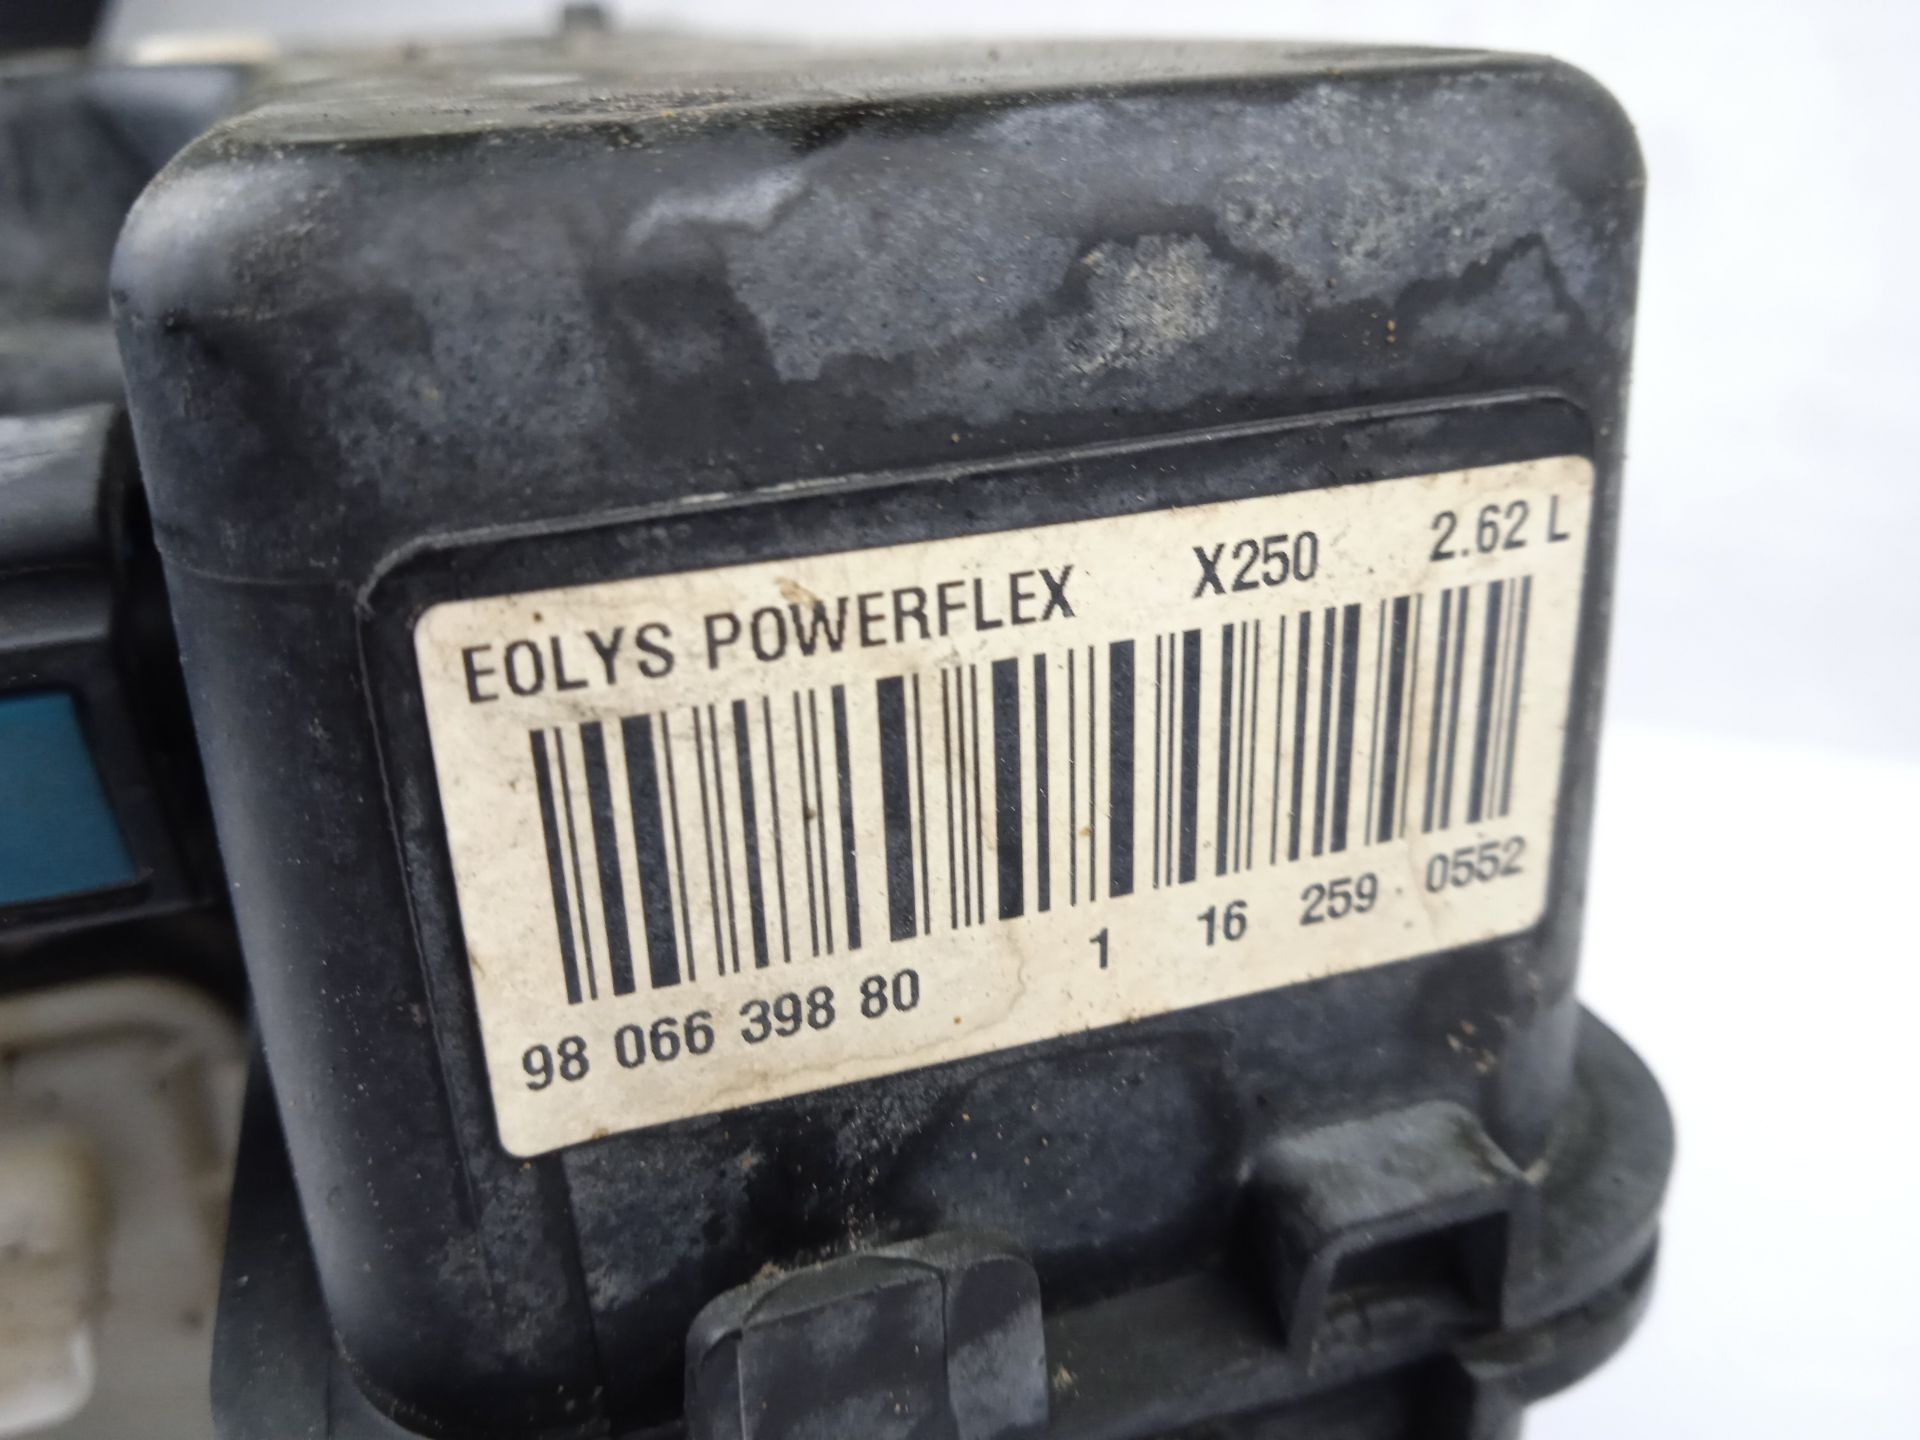 EOLYS POWERFLEX X250 2.62 L
98 066 398 80 1 16 259 0552